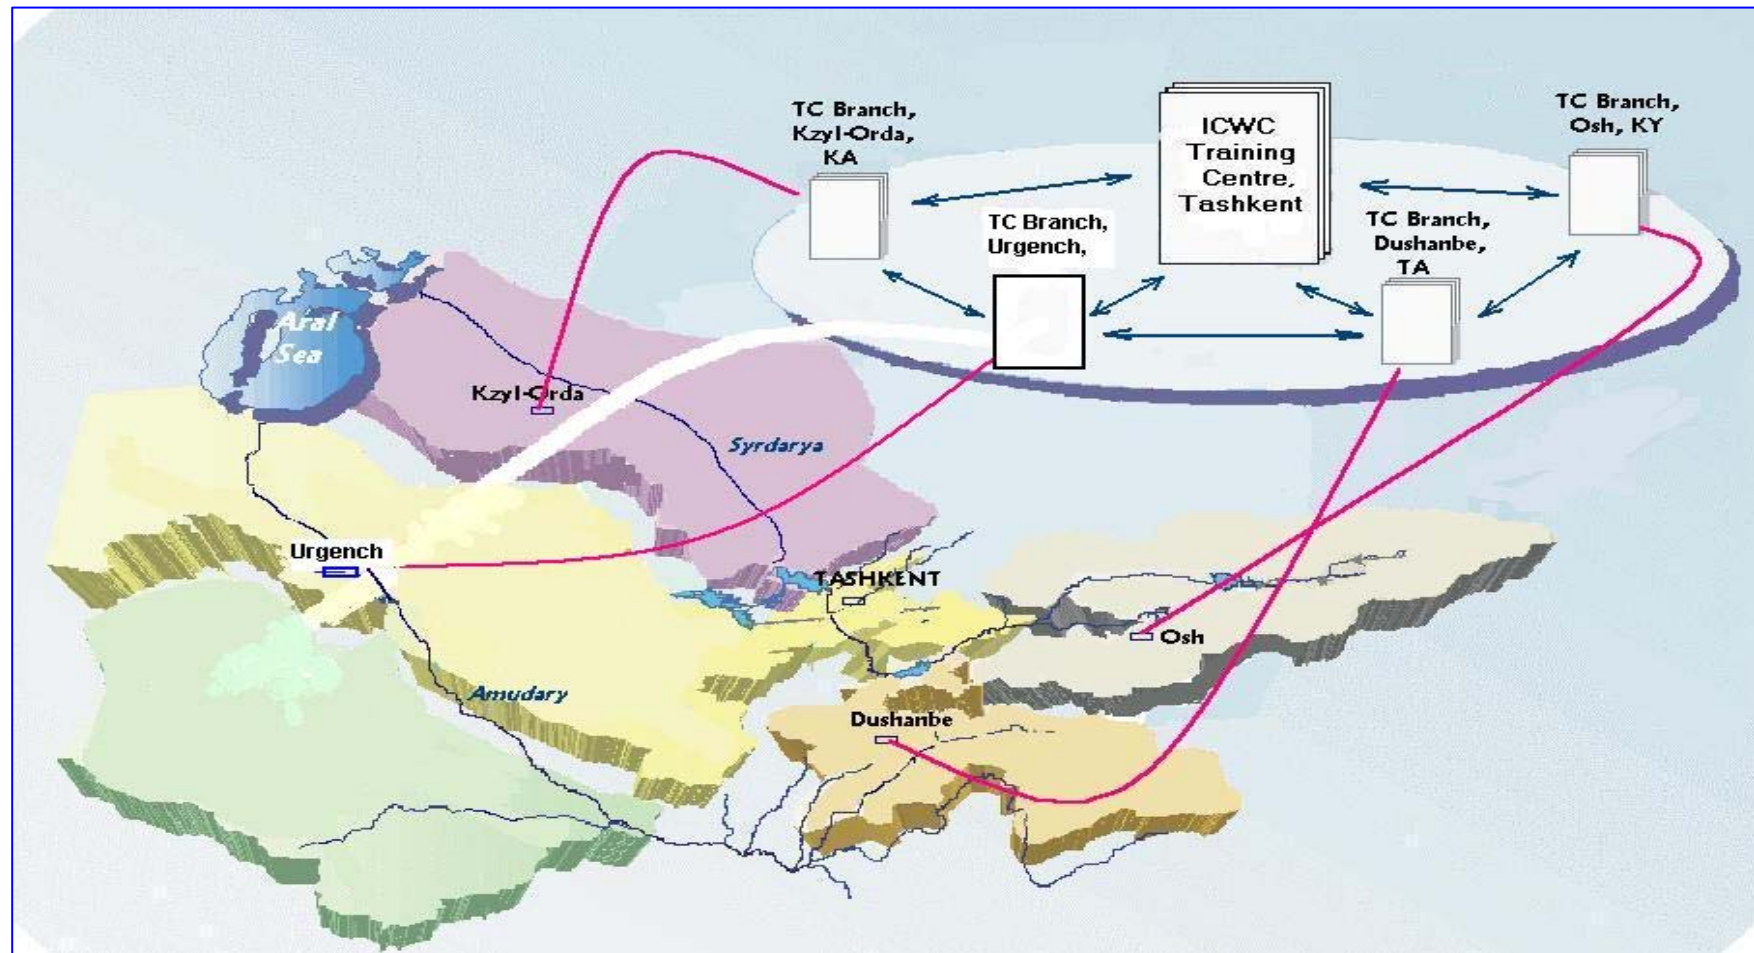 TC Branch,
Kzyl-Orda,
KA
ICWC
Training
Centre,
Tashkent
TC Branch,
Osh, KY
TC Branch,
Urgench,
TC Branch,
Dushanbe,
TA
Aral
Sea
Kzyl-Orda
Syrdarya
Urgench
TASHKENT
Osh
Amudary
Dushanbe